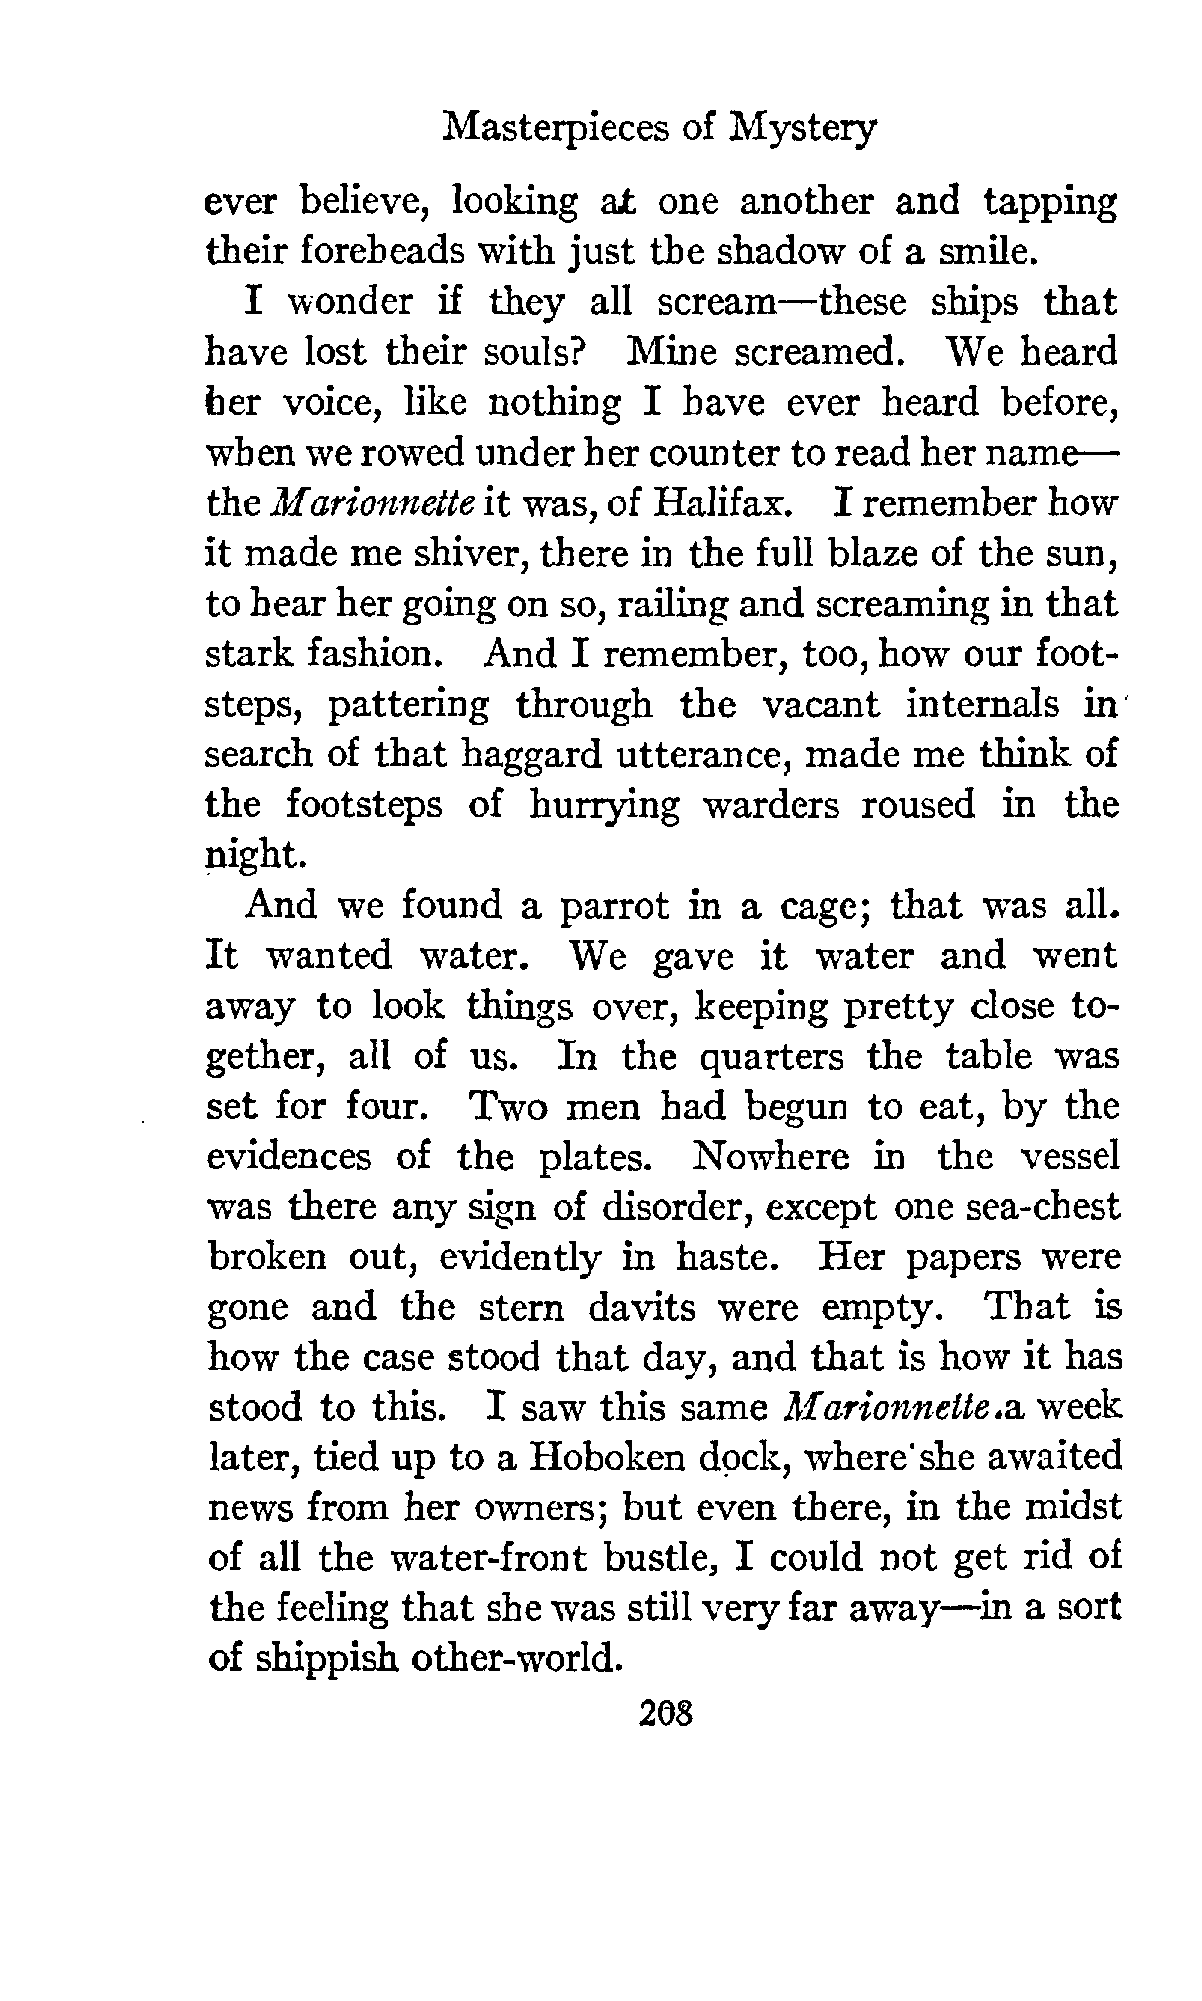 Masterpieces of Mystery
ever believe, looking at one another and tapping
their foreheads with just the shadow of a smile.
I wonder if they all scream—these ships that
have lost their souls? Mine screamed. We heard
her voice, like nothing I have ever heard before,
when we rowed under her counter to read her name—
the Marionnette it was, of Halifax. I remember how
it made me shiver, there in the full blaze of the sun,
to hear her going on so, railing and screaming in that
stark fashion. And I remember, too, how our foot-
steps, pattering through the vacant internals in
search of that haggard utterance, made me think of
the footsteps of hurrying warders roused in the
night.
And we found a parrot in a cage; that was all.
It wanted water. We gave it water and went
away to look things over, keeping pretty close to-
gether, all of us. In the quarters the table was
set for four. Two men had begun to eat, by the
evidences of the plates. Nowhere in the vessel
was there any sign of disorder, except one sea-chest
broken out, evidently in haste. Her papers were
gone and the stern davits were empty. That is
how the case stood that day, and that is how it has
stood to this. I saw this same Marionnette a week
later, tied up to a Hoboken dock, where she awaited
news from her owners; but even there, in the midst
of all the water-front bustle, I could not get rid of
the feeling that she was still very far away—in a sort
of shippish other-world.
208